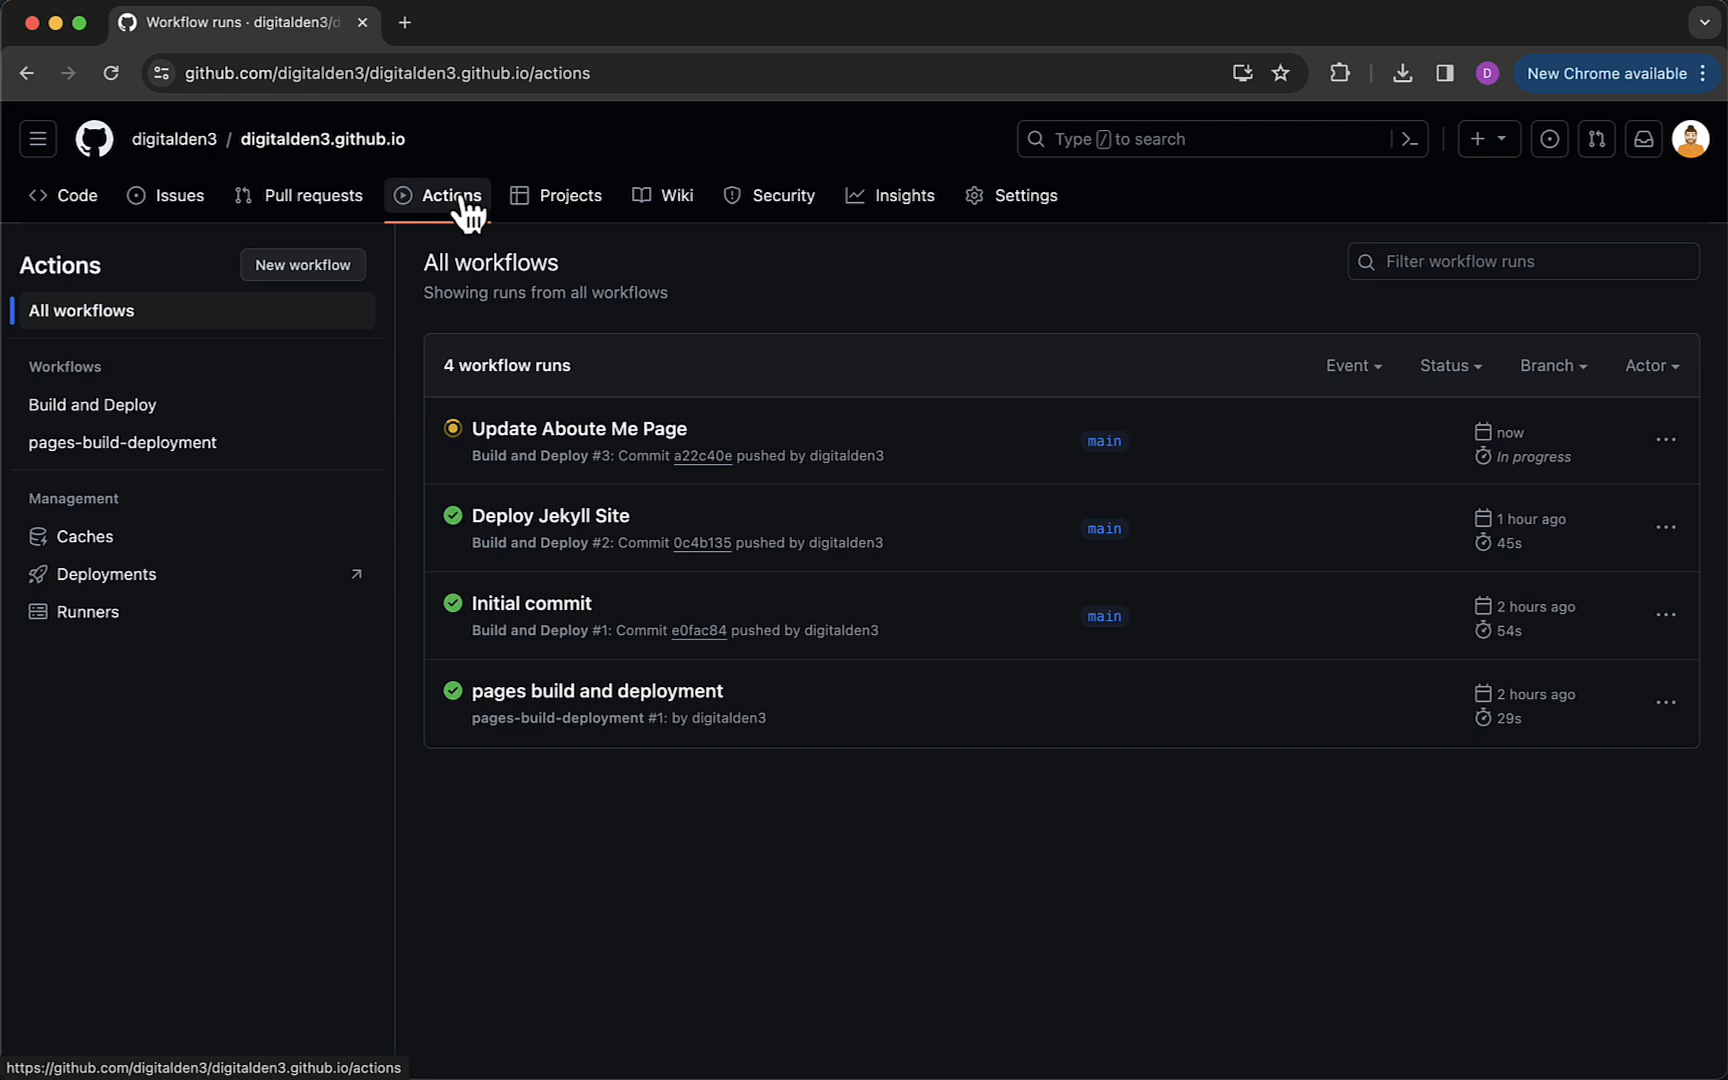 Workflow runs · digitalden3/d
github.com/digitalden3/digitalden3.github.io/actions
D
New Chrome available
digitalden3 / digitalden3.github.io
Type / to search
Code
Issues
Pull requests
Actions
Projects
Wiki
Security
Insights
Settings
Actions
New workflow
All workflows
Workflows
Build and Deploy
pages-build-deployment
Management
Caches
Deployments
Runners
All workflows
Showing runs from all workflows
Filter workflow runs
4 workflow runs
Event
Status
Branch
Actor
Update Aboute Me Page
Build and Deploy #3: Commit a22c40e pushed by digitalden3
main
now
In progress
Deploy Jekyll Site
Build and Deploy #2: Commit 0c4b135 pushed by digitalden3
main
1 hour ago
45s
Initial commit
Build and Deploy #1: Commit e0fac84 pushed by digitalden3
main
2 hours ago
54s
pages build and deployment
pages-build-deployment #1: by digitalden3
2 hours ago
29s
https://github.com/digitalden3/digitalden3.github.io/actions